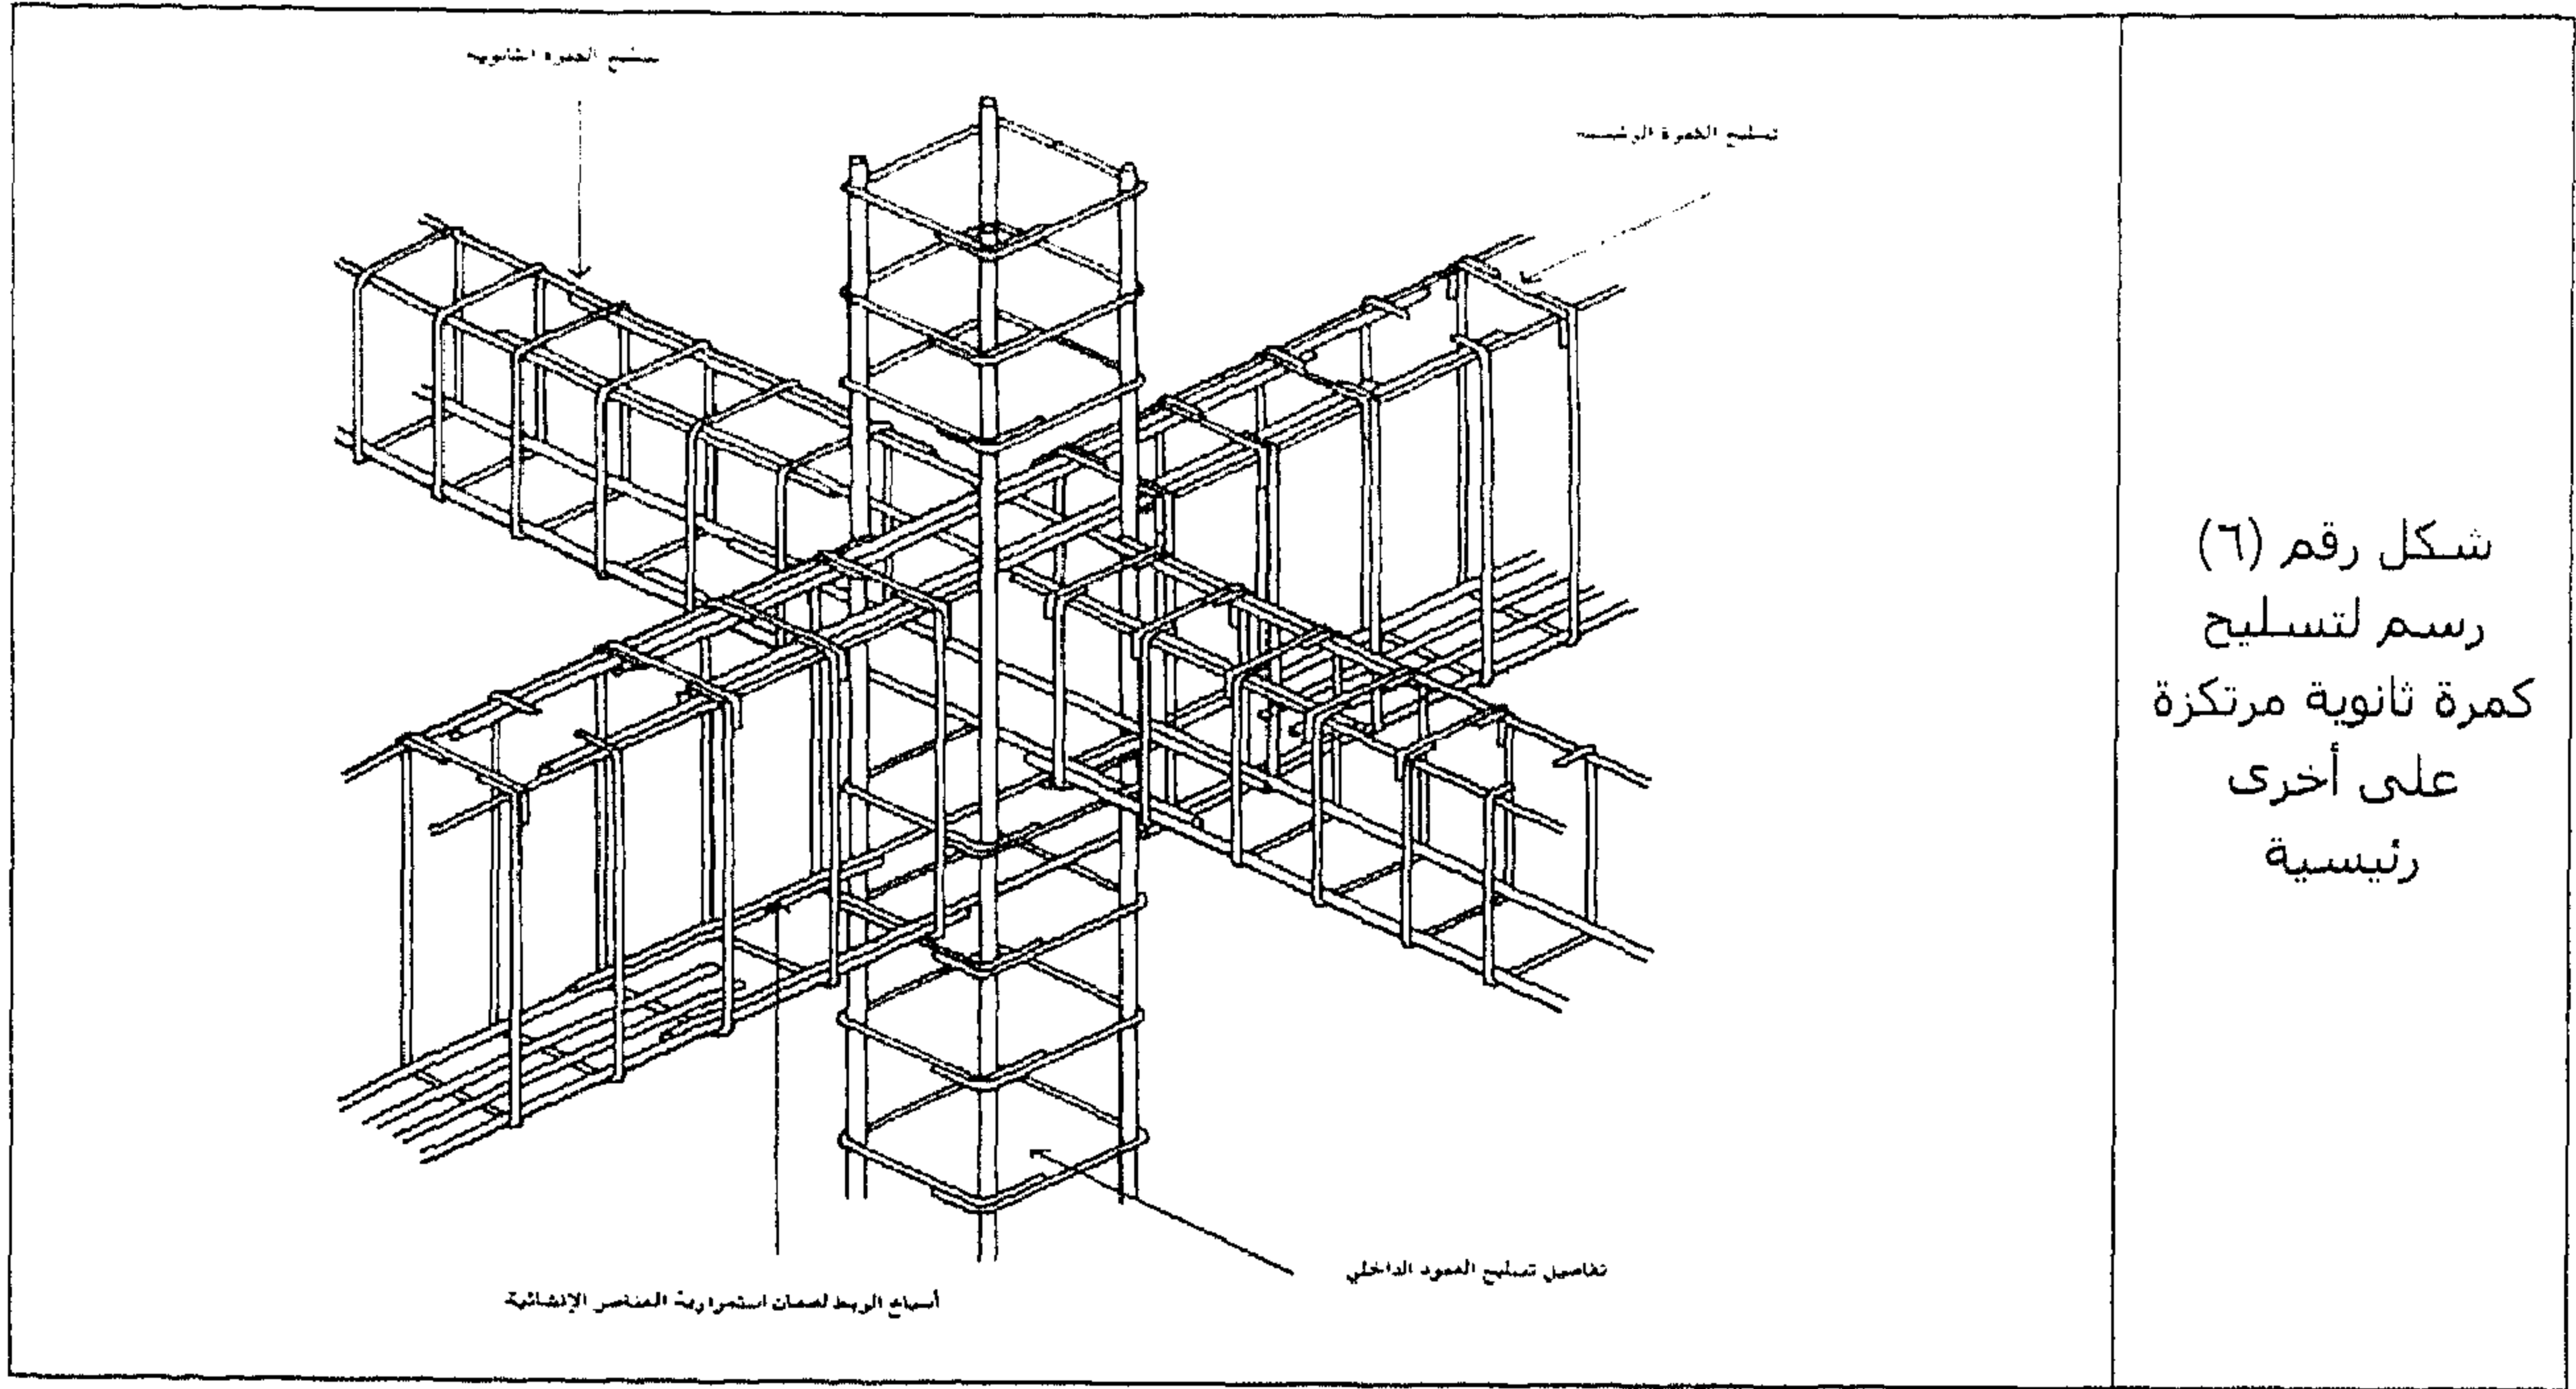 تسليح الكمرة الثانوية
تسليح الكمرة الرئيسية
شكل رقم (٦)
رسم لتسليح
كمرة ثانوية مرتكزة
على أخرى
رئيسية
تفاصيل تسليح العمود الداخلي
أسياخ الربط لضمان استمرارية العناصر الإنشائية